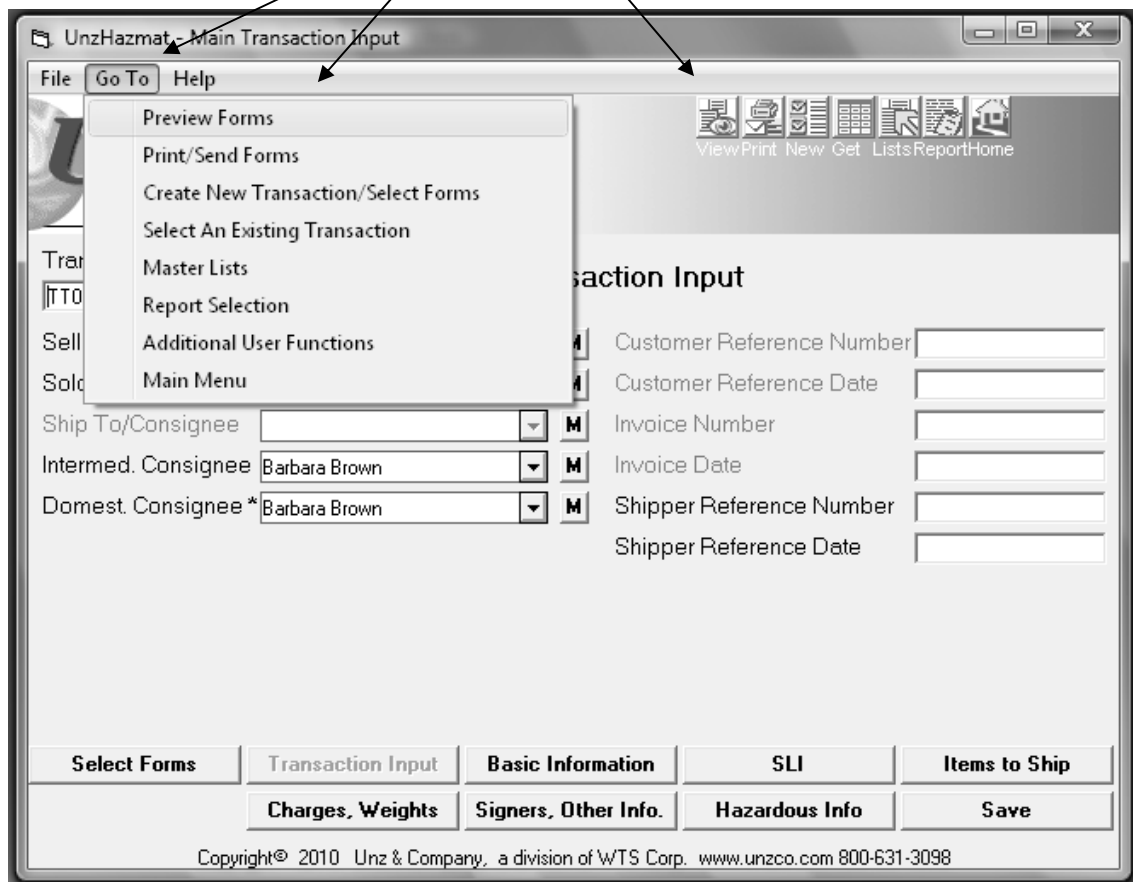 UnzHazmat - Main Transaction Input
File Go To Help
Preview Forms
Print/Send Forms
Create New Transaction/Select Forms
Select An Existing Transaction
Master Lists
Report Selection
Additional User Functions
Main Menu
View Print New Get Lists Report Home
Input
Customer Reference Number
Customer Reference Date
Ship To/Consignee M Invoice Number
Intermed. Consignee Barbara Brown M Invoice Date
Domest. Consignee * Barbara Brown M Shipper Reference Number
Shipper Reference Date
Select Forms Transaction Input Basic Information SLI Items to Ship
Charges, Weights Signers, Other Info. Hazardous Info Save
Copyright© 2010 Unz & Company, a division of WTS Corp. www.unzco.com 800-631-3098